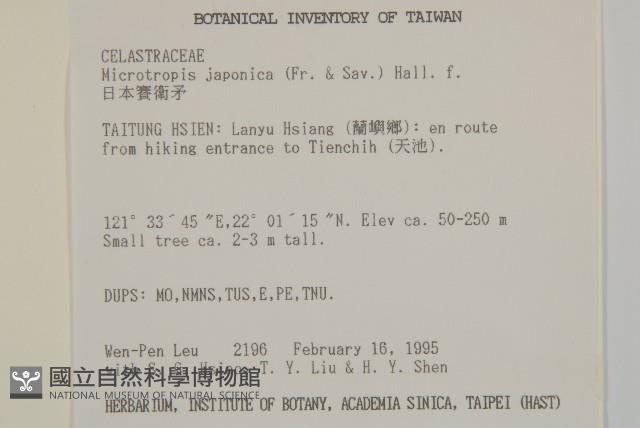 BOTANICAL INVENTORY OF TAIWAN
CELASTRACEAE
Microtropis japonica (Fr. & Sav.) Hall. f.
日本賽衛矛
TAITUNG HSIEN: Lanyu Hsiang (蘭嶼鄉): en route
from hiking entrance to Tienchih (天池).
121° 33´45 ″E,22° 01´15 ″N. Elev ca. 50-250 m
Small tree ca. 2-3 m tall.
DUPS: MO,NMNS,TUS,E,PE,TNU.
Wen-Pen Leu 2196 February 16, 1995
T. Y. Liu & H. Y. Shen
國立自然科學博物館
NATIONAL MUSEUM OF NATURAL SCIENCE
HERBARIUM, INSTITUTE OF BOTANY, ACADEMIA SINICA, TAIPEI (HAST)